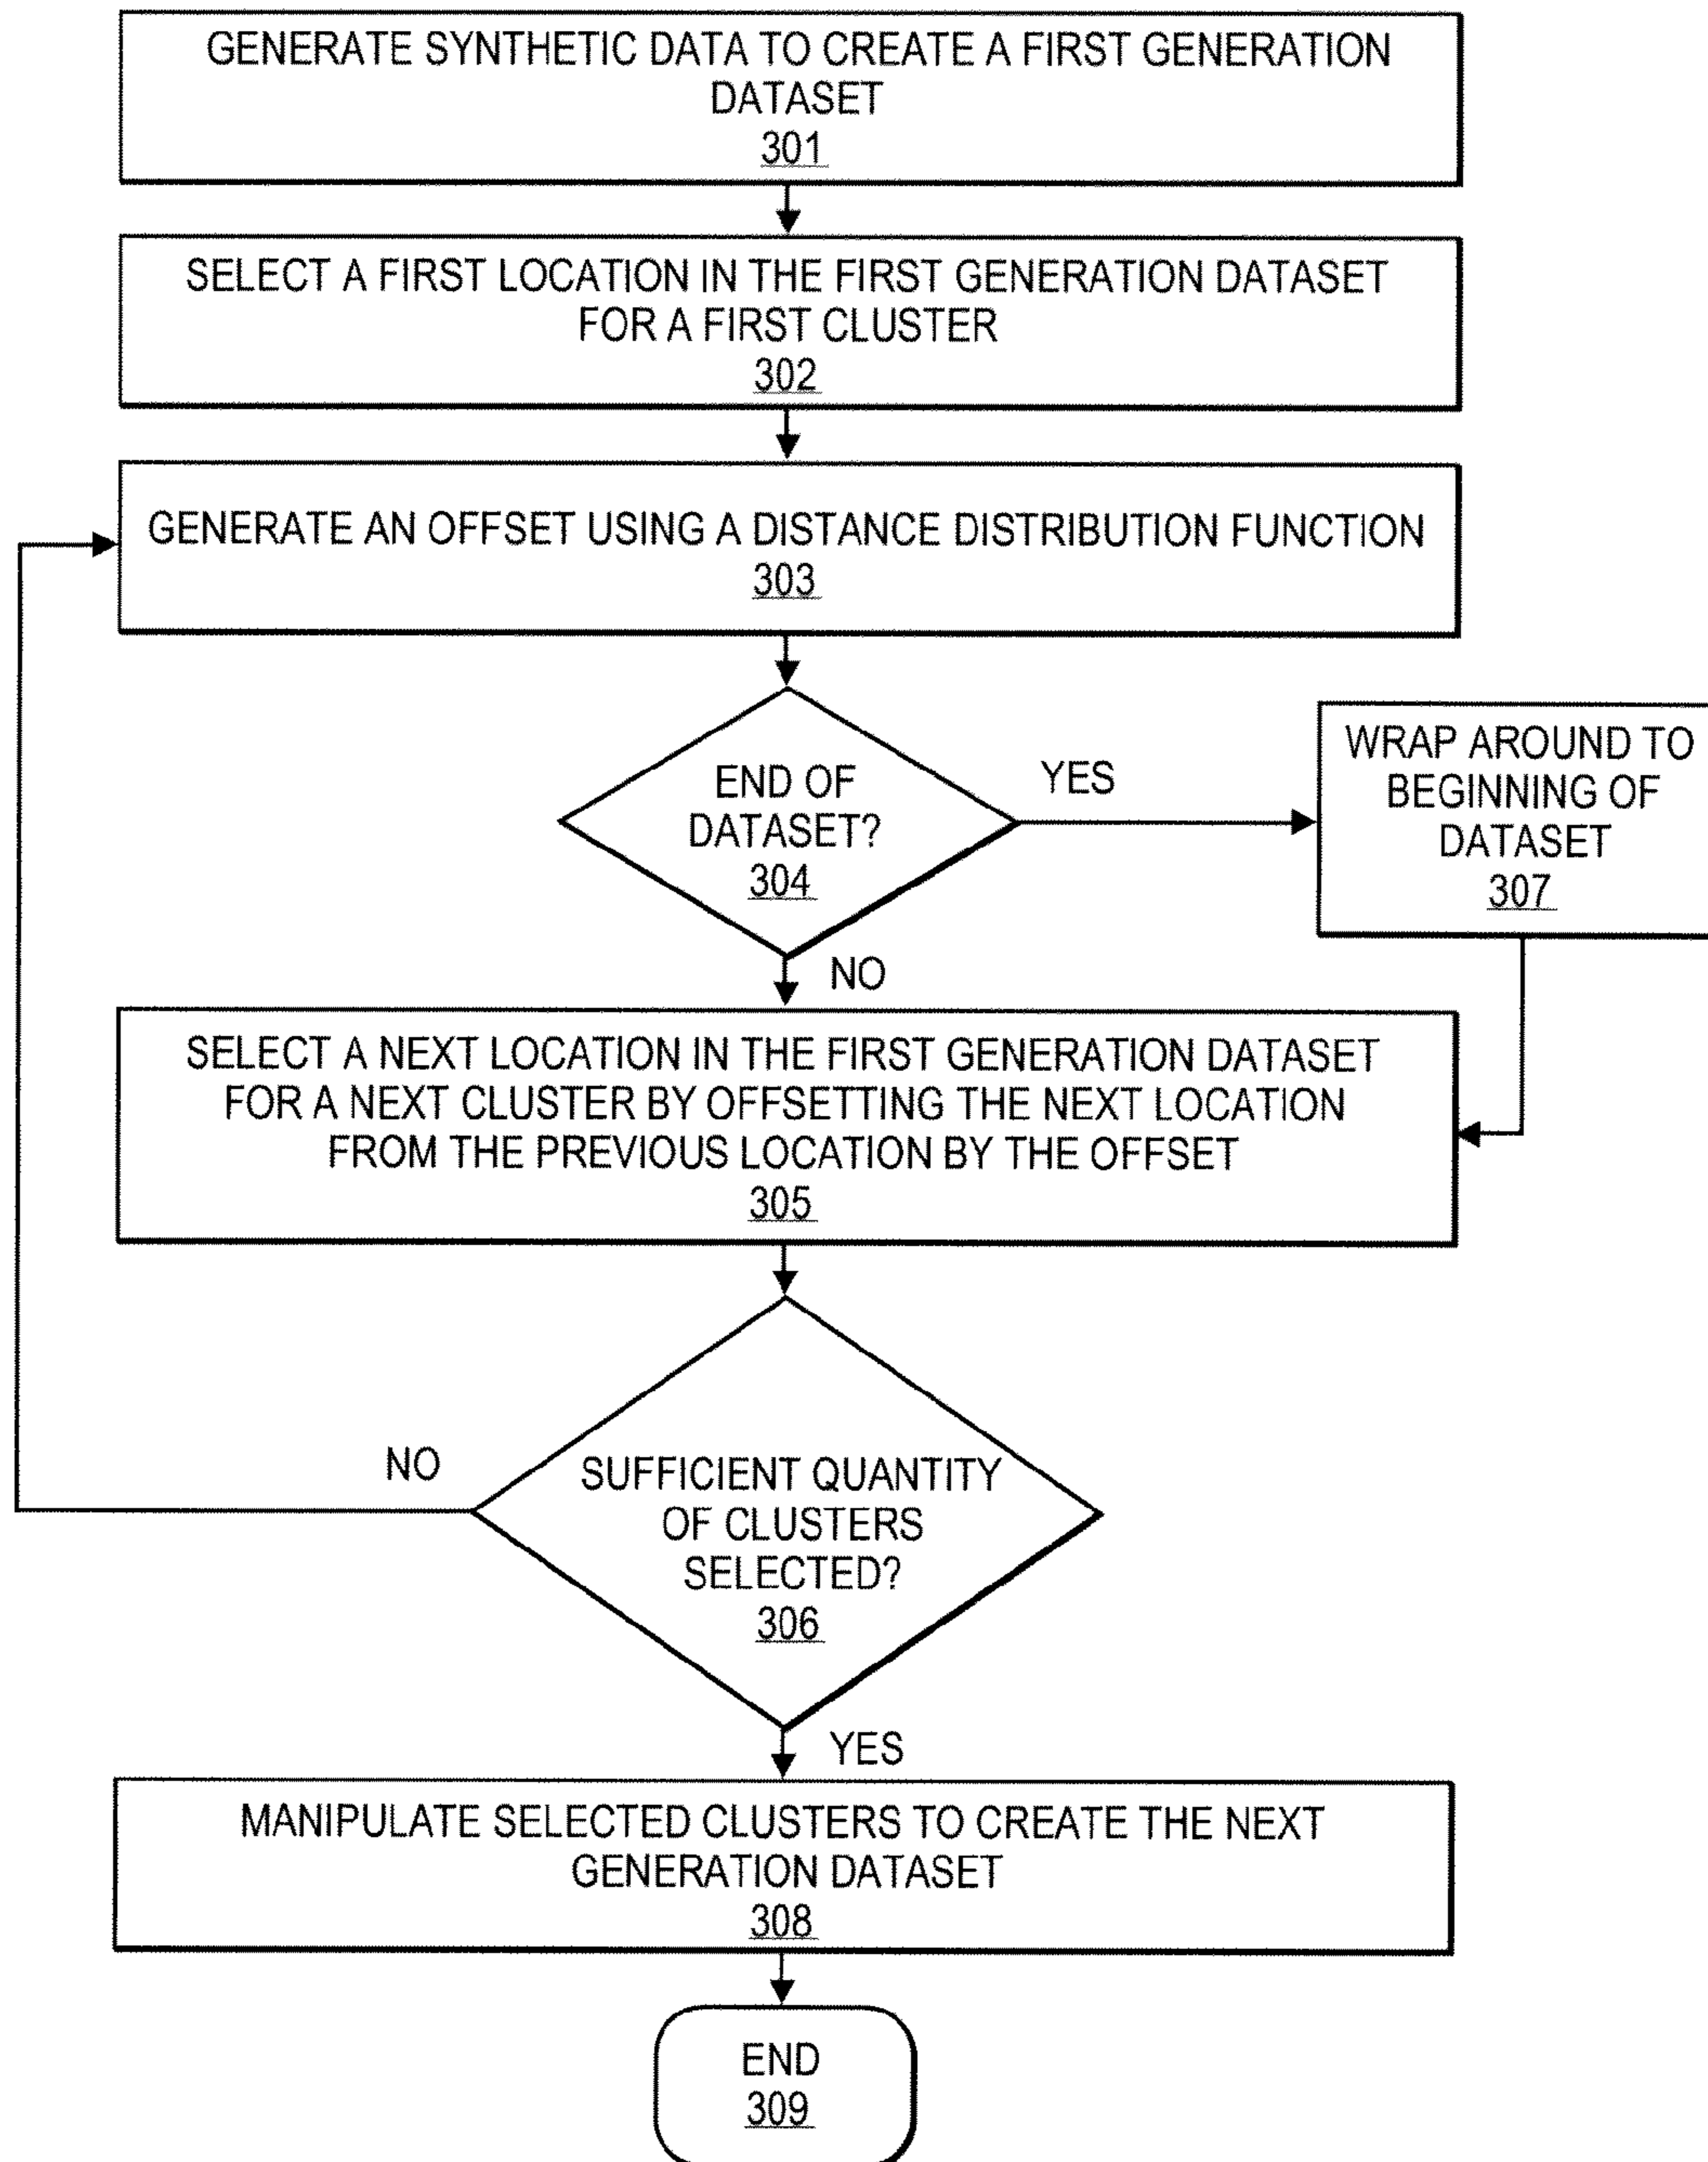 GENERATE SYNTHETIC DATA TO CREATE A FIRST GENERATION
DATASET
301
SELECT A FIRST LOCATION IN THE FIRST GENERATION DATASET
FOR A FIRST CLUSTER
302
GENERATE AN OFFSET USING A DISTANCE DISTRIBUTION FUNCTION
303
END OF
DATASET?
304
YES
WRAP AROUND TO
BEGINNING OF
DATASET
307
NO
SELECT A NEXT LOCATION IN THE FIRST GENERATION DATASET
FOR A NEXT CLUSTER BY OFFSETTING THE NEXT LOCATION
FROM THE PREVIOUS LOCATION BY THE OFFSET
305
NO
SUFFICIENT QUANTITY
OF CLUSTERS
SELECTED?
306
YES
MANIPULATE SELECTED CLUSTERS TO CREATE THE NEXT
GENERATION DATASET
308
END
309